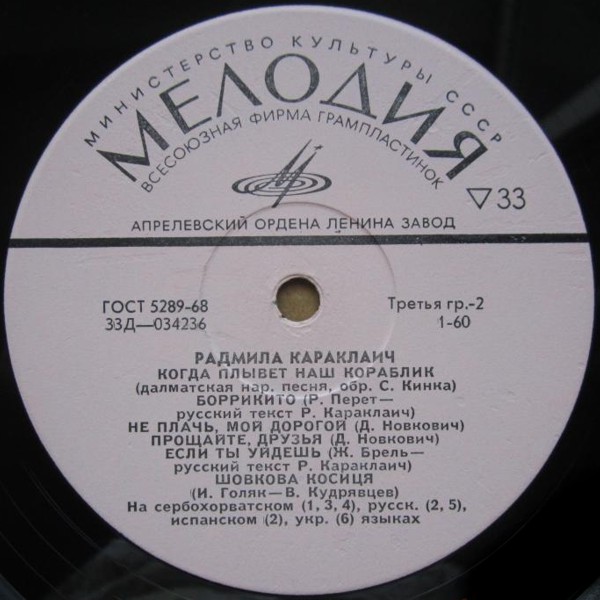 МИНИСТЕРСТВО КУЛЬТУРЫ СССР
МЕЛОДИЯ
ВСЕСОЮЗНАЯ ФИРМА ГРАМПЛАСТИНОК
▽33
АПРЕЛЕВСКИЙ ОРДЕНА ЛЕНИНА ЗАВОД
ГОСТ 5289-68
33Д—034236
Третья гр.-2
1-60
РАДМИЛА КАРАКЛАИЧ
КОГДА ПЛЫВЕТ НАШ КОРАБЛИК
(далматская нар. песня, обр. С. Кинка)
БОРРИКИТО (Р. Перет—
русский текст Р. Караклаич)
НЕ ПЛАЧЬ, МОЙ ДОРОГОЙ (Д. Новкович)
ПРОЩАЙТЕ, ДРУЗЬЯ (Д. Новкович)
ЕСЛИ ТЫ УЙДЕШЬ (Ж. Брель—
русский текст Р. Караклаич)
ШОВКОВА КОСИЦЯ
(И. Голяк—В. Кудрявцев)
На сербохорватском (1, 3, 4), русск. (2, 5),
испанском (2), укр. (6) языках